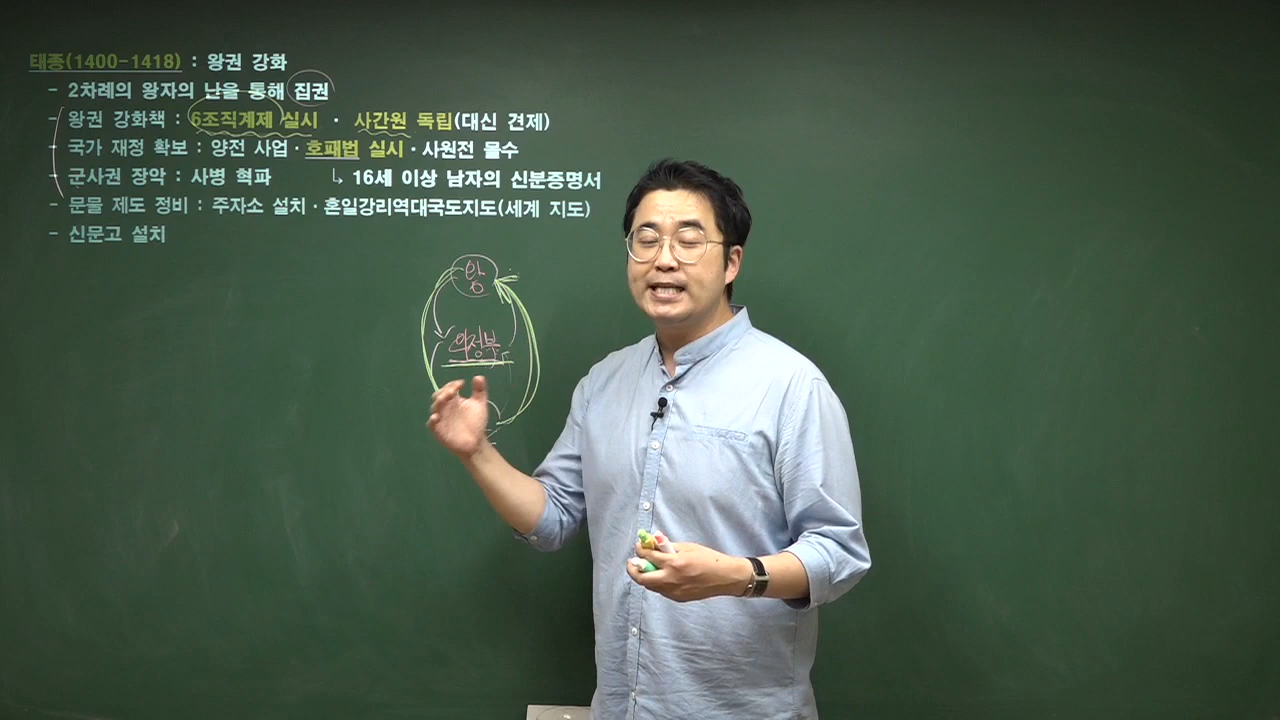 태종(1400-1418) : 왕권 강화
- 2차례의 왕자의 난을 통해 집권
- 왕권 강화책 : 6조직계제 실시 · 사간원 독립(대신 견제)
- 국가 재정 확보 : 양전 사업 · 호패법 실시 · 사원전 몰수
- 군사권 장악 : 사병 혁파 ↳ 16세 이상 남자의 신분증명서
- 문물 제도 정비 : 주자소 설치 · 혼일강리역대국도지도(세계 지도)
- 신문고 설치
왕
의정부